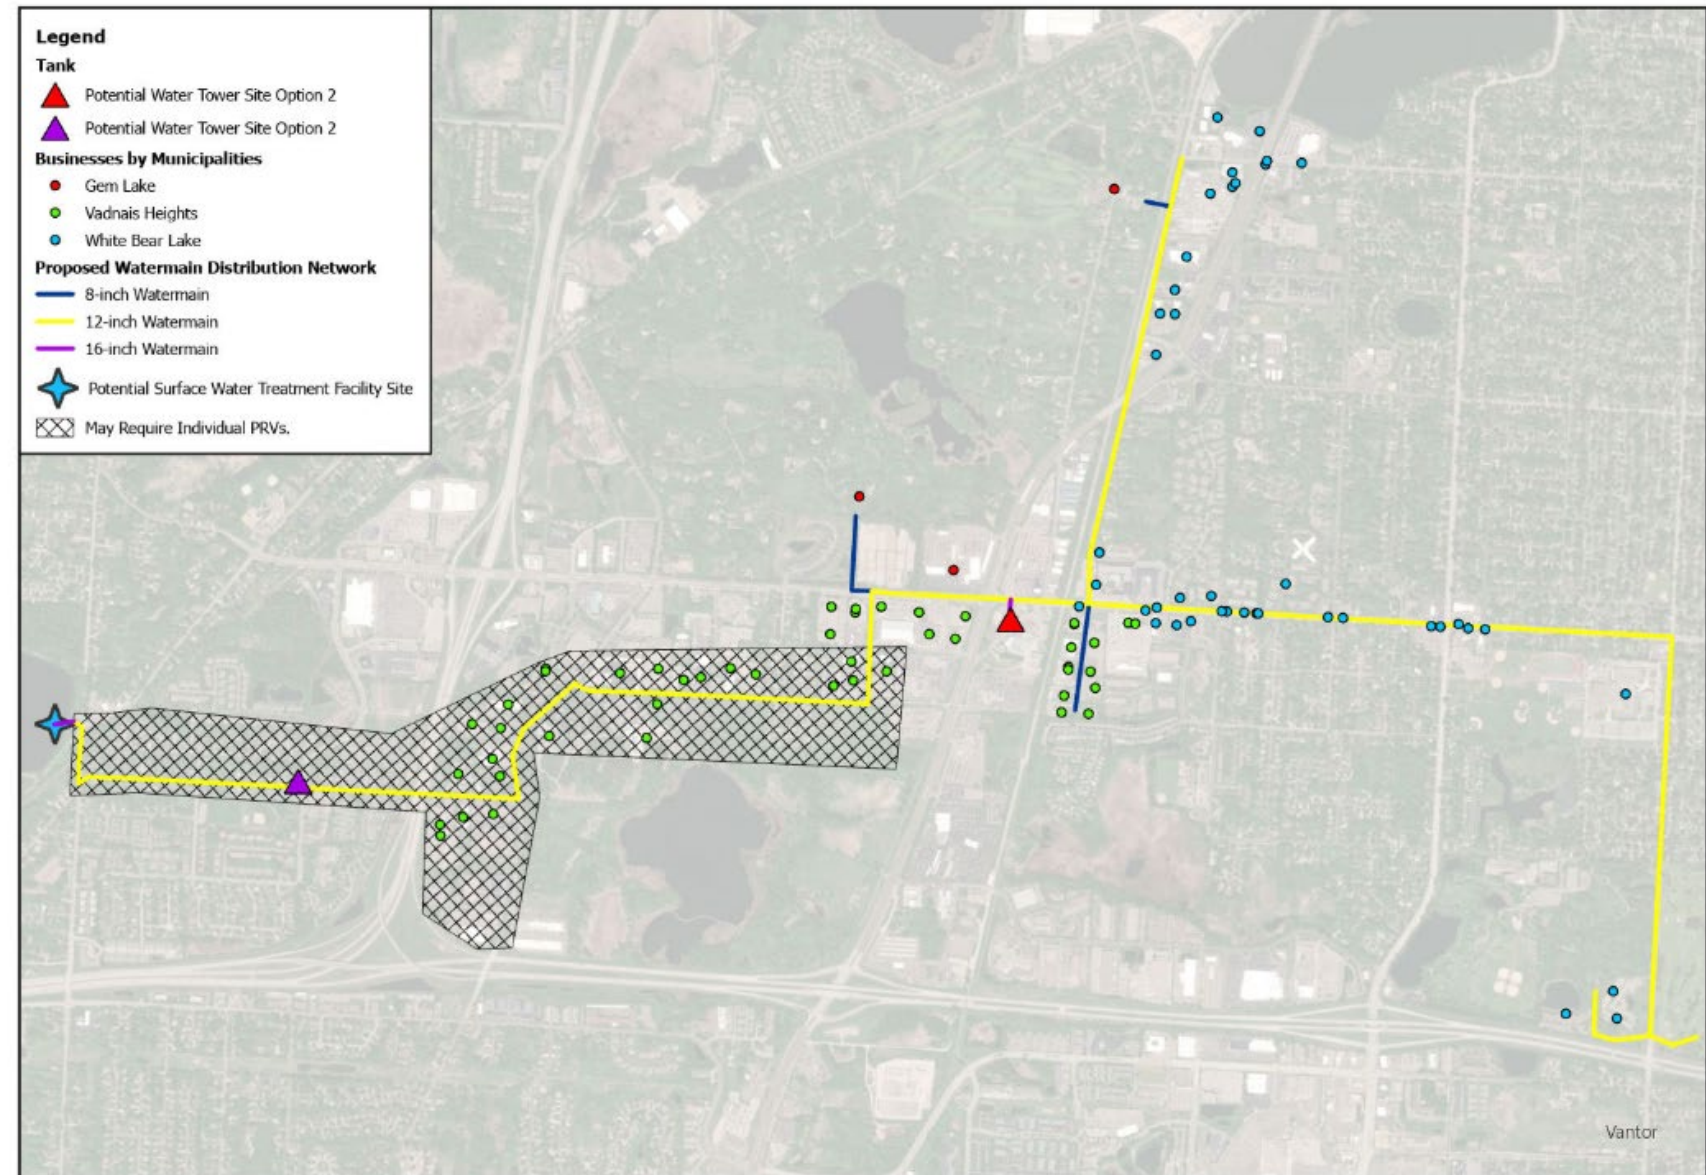 Legend
Tank
Potential Water Tower Site Option 2
Potential Water Tower Site Option 2
Businesses by Municipalities
Gem Lake
Vadnais Heights
White Bear Lake
Proposed Watermain Distribution Network
8-inch Watermain
12-inch Watermain
16-inch Watermain
Potential Surface Water Treatment Facility Site
May Require Individual PRVs.
Vantor